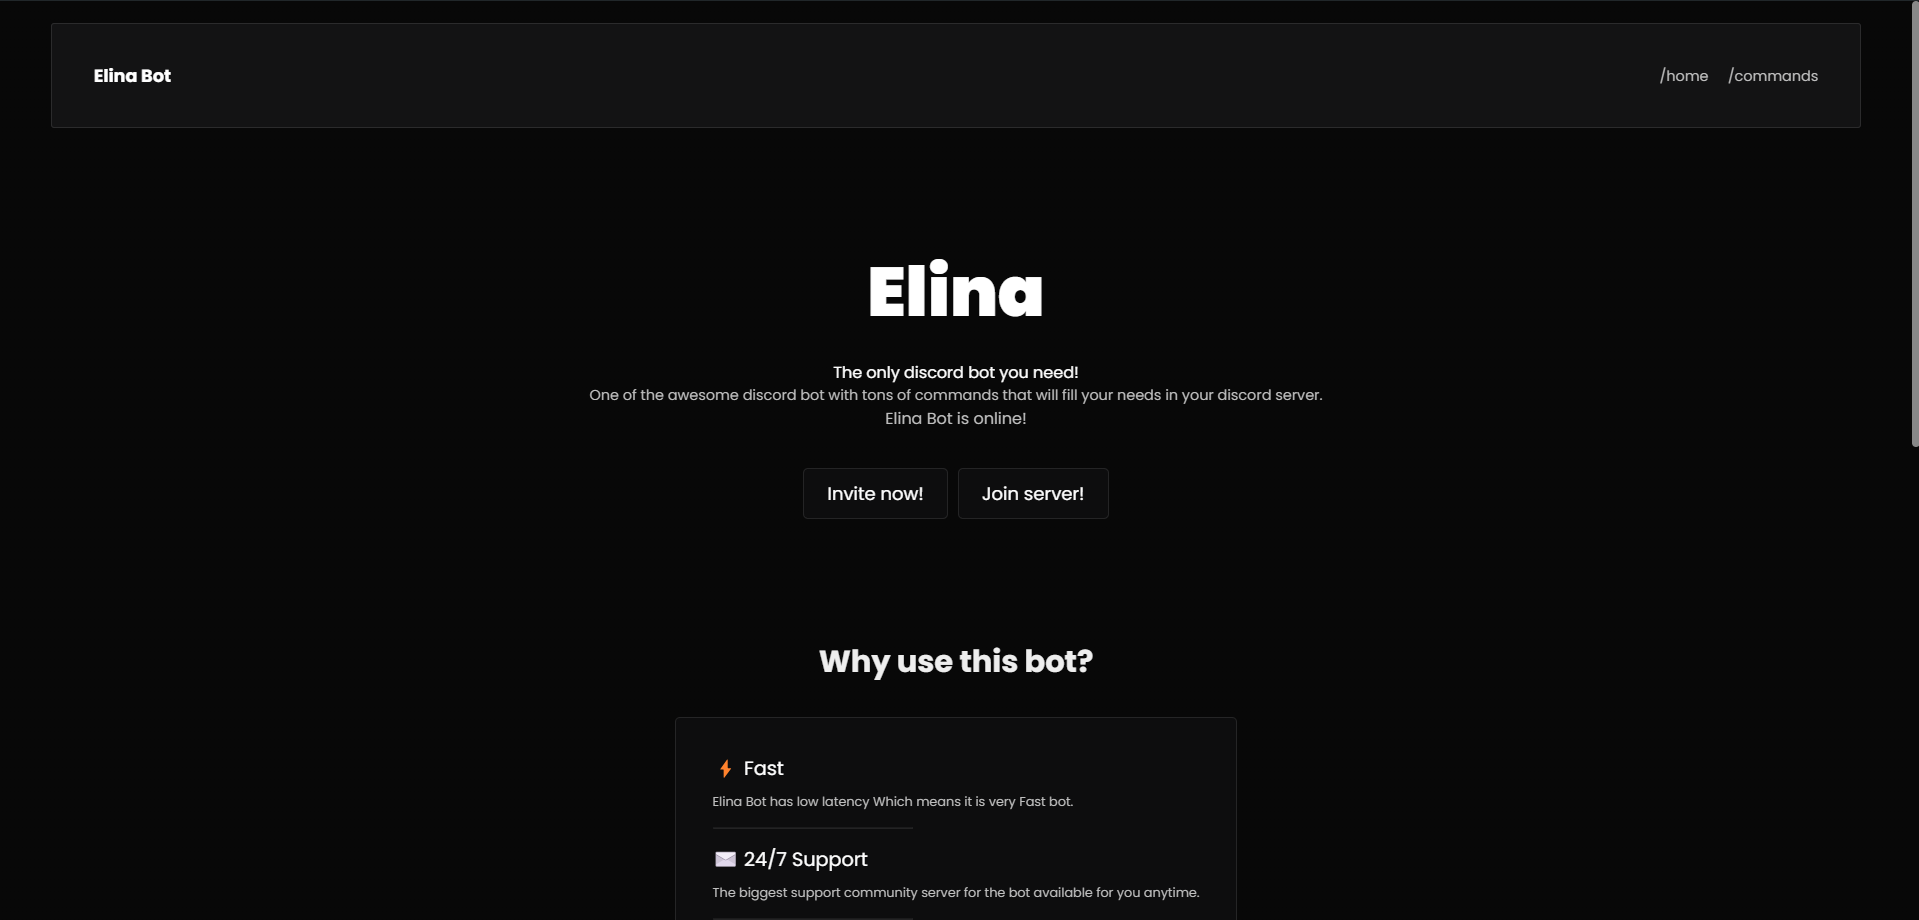 Elina Bot
/home /commands
Elina
The only discord bot you need!
One of the awesome discord bot with tons of commands that will fill your needs in your discord server.
Elina Bot is online!
Invite now! Join server!
Why use this bot?
Fast
Elina Bot has low latency Which means it is very Fast bot.
24/7 Support
The biggest support community server for the bot available for you anytime.